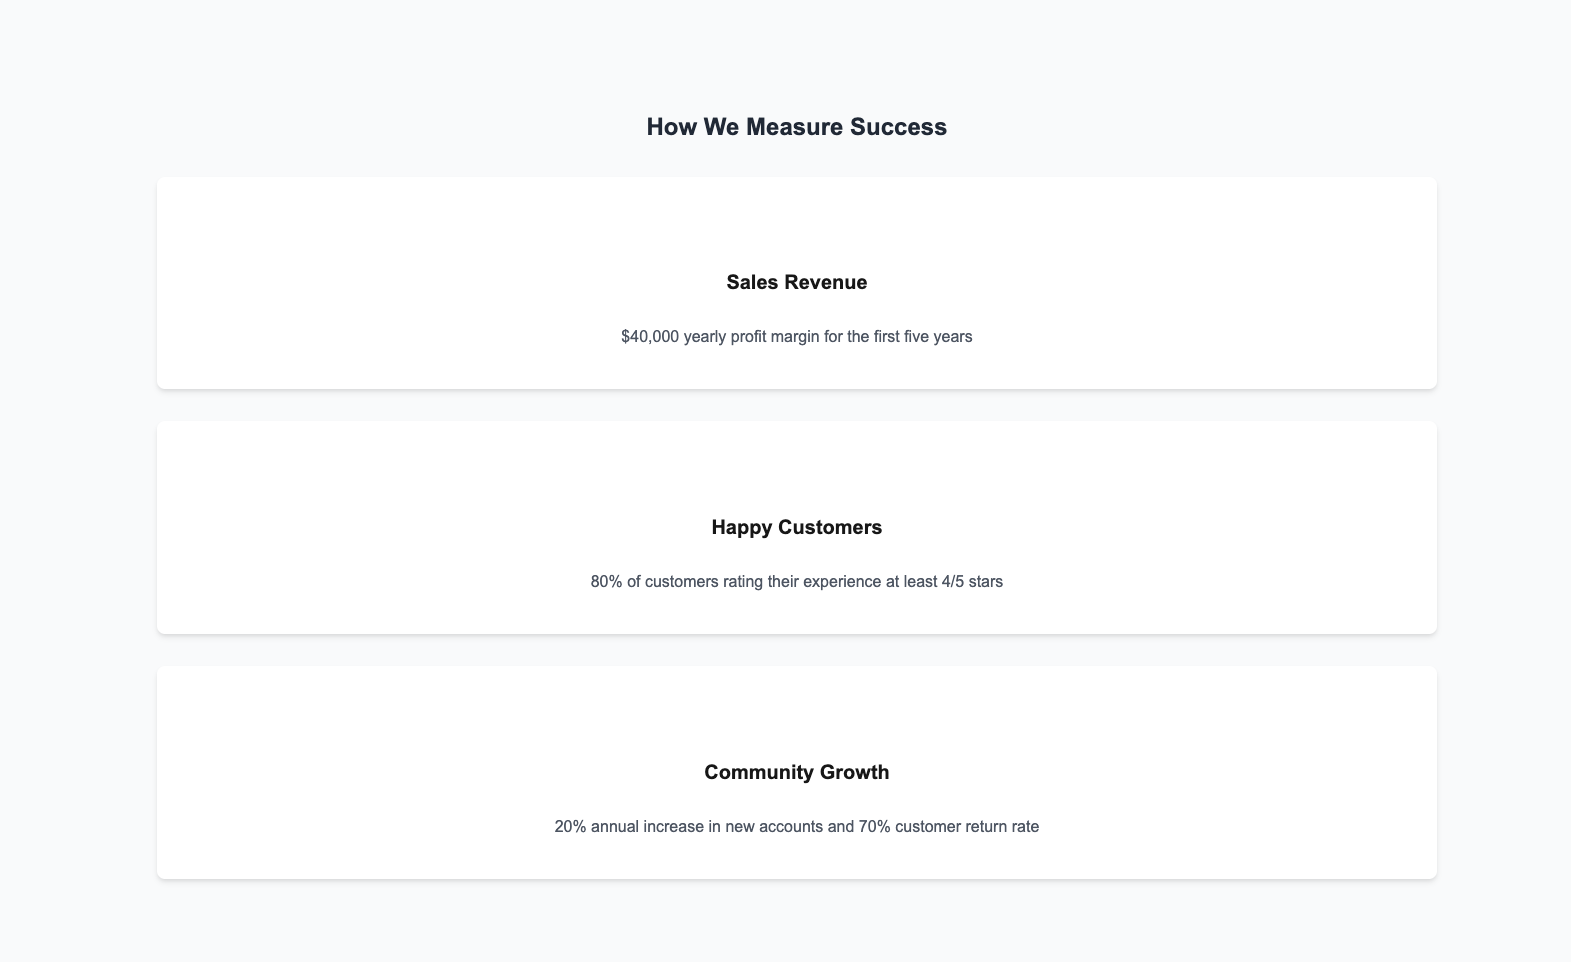 How We Measure Success
Sales Revenue
$40,000 yearly profit margin for the first five years
Happy Customers
80% of customers rating their experience at least 4/5 stars
Community Growth
20% annual increase in new accounts and 70% customer return rate